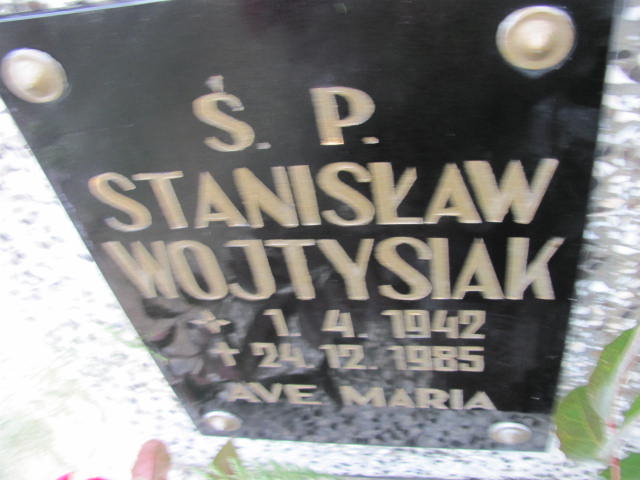 Ś. P.
STANISŁAW
WOJTYSIAK
+ 1. 4. 1942
+ 24. 12. 1985
AVE MARIA